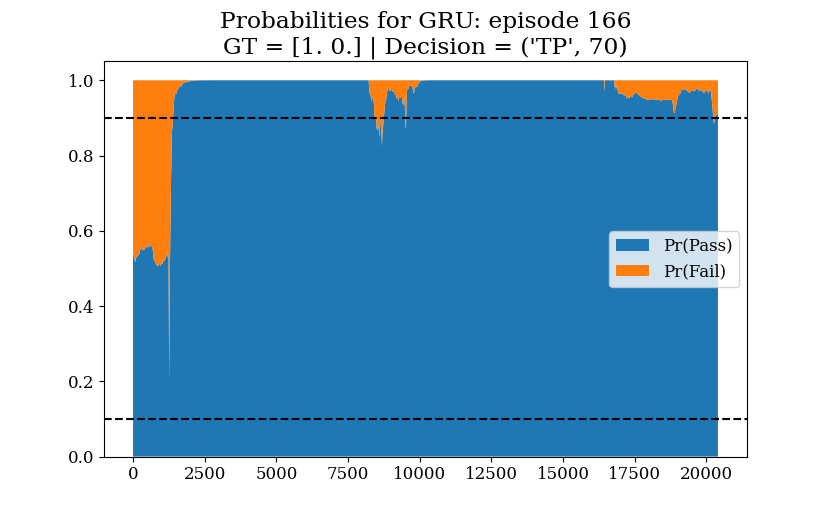 Probabilities for GRU: episode 166
GT = [1. 0.] | Decision = ('TP', 70)
1.0
0.8
0.6
0.4
0.2
0.0
Pr(Pass)
Pr(Fail)
0 2500 5000 7500 10000 12500 15000 17500 20000